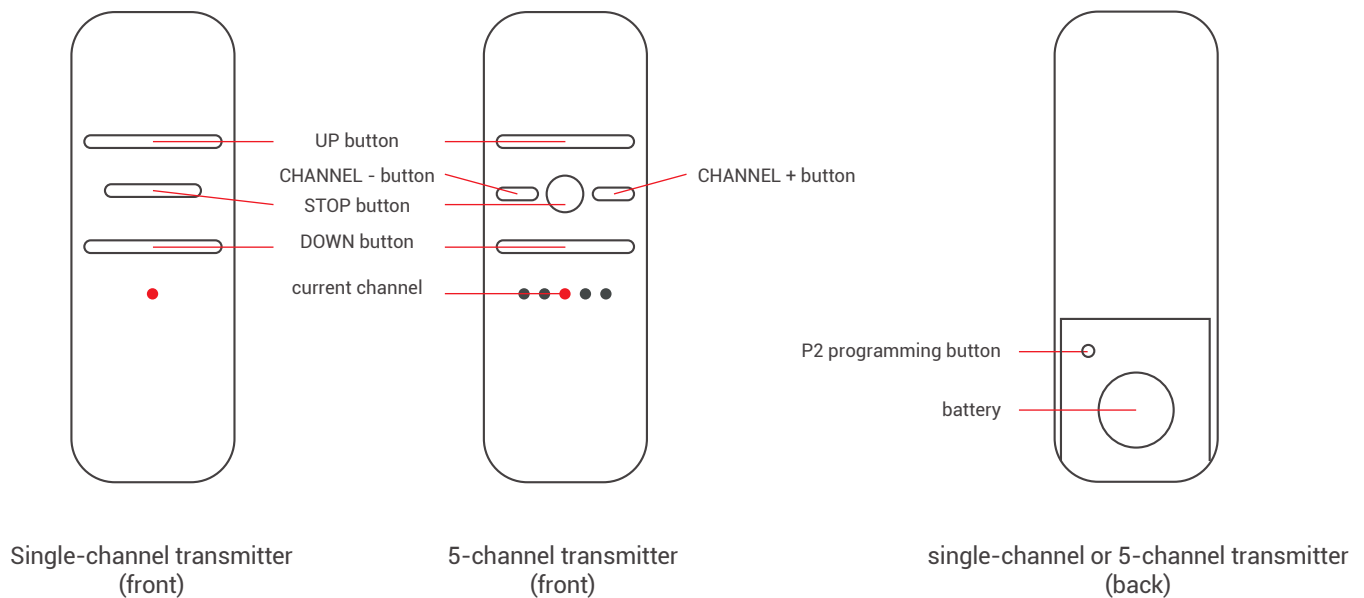 UP button
CHANNEL - button
CHANNEL + button
STOP button
DOWN button
current channel
P2 programming button
battery
Single-channel transmitter
(front)
5-channel transmitter
(front)
single-channel or 5-channel transmitter
(back)